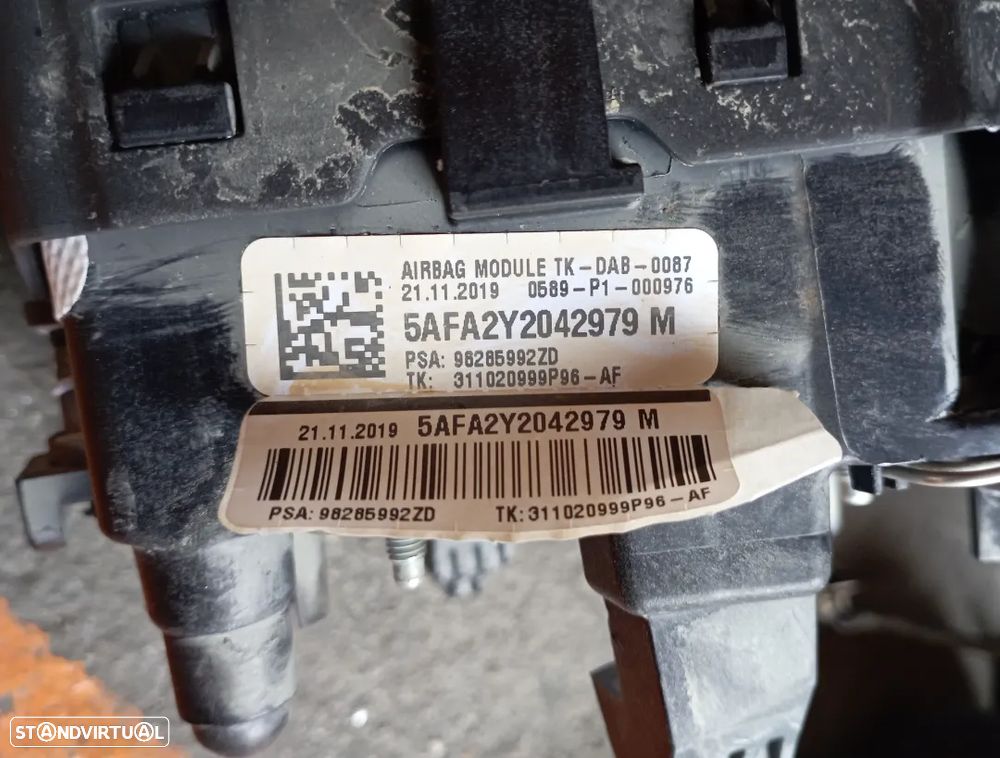 AIRBAG MODULE TK-DAB-0087
21.11.2019 0589-P1-000976
5AFA2Y2042979 M
PSA: 98285992ZD
TK: 311020999P96-AF
21.11.2019 5AFA2Y2042979 M
PSA: 98285992ZD TK: 311020999P96-AF
STANDVIRTUAL